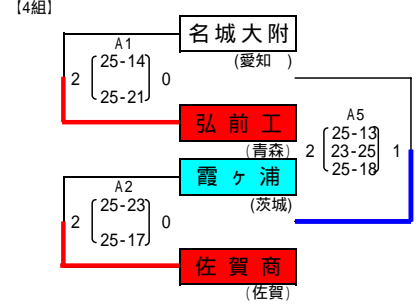 【4組】
名城大附
(愛知 )
A1
25-14
2 0
25-21
弘前工
(青森)
A5
25-13
2 23-25 1
25-18
霞ヶ浦
(茨城)
A2
25-23
2 0
25-17
佐賀商
(佐賀)